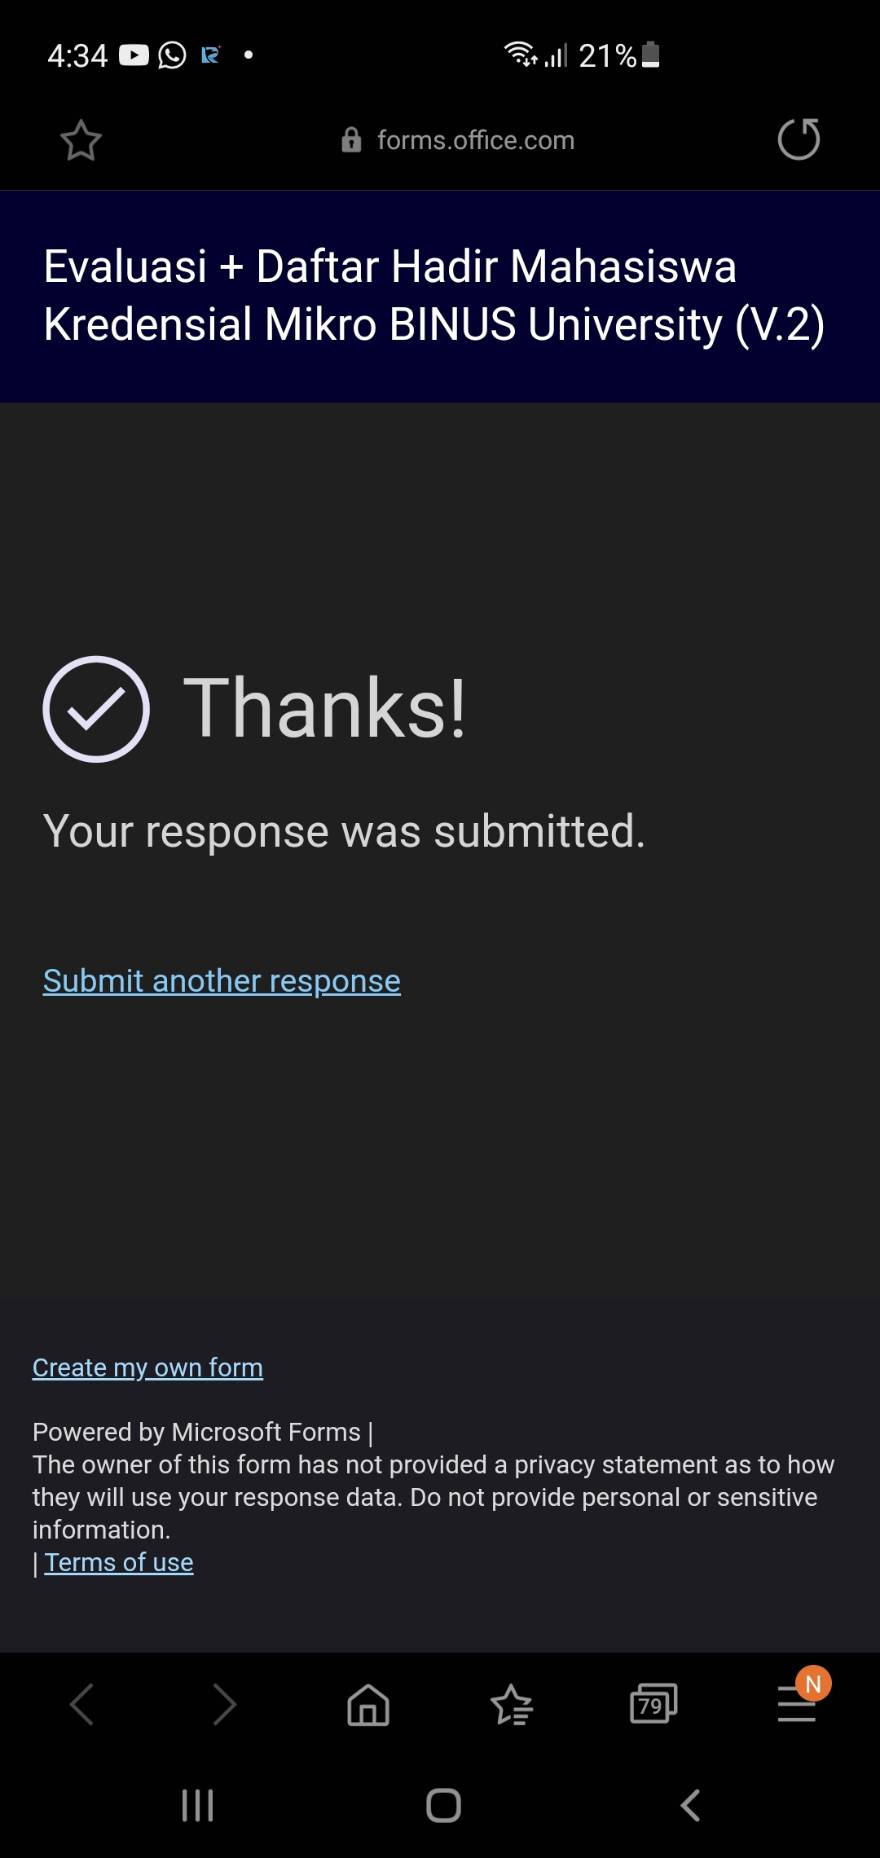 4:34
21%
forms.office.com
Evaluasi + Daftar Hadir Mahasiswa
Kredensial Mikro BINUS University (V.2)
Thanks!
Your response was submitted.
Submit another response
Create my own form
Powered by Microsoft Forms |
The owner of this form has not provided a privacy statement as to how
they will use your response data. Do not provide personal or sensitive
information.
| Terms of use
79
N